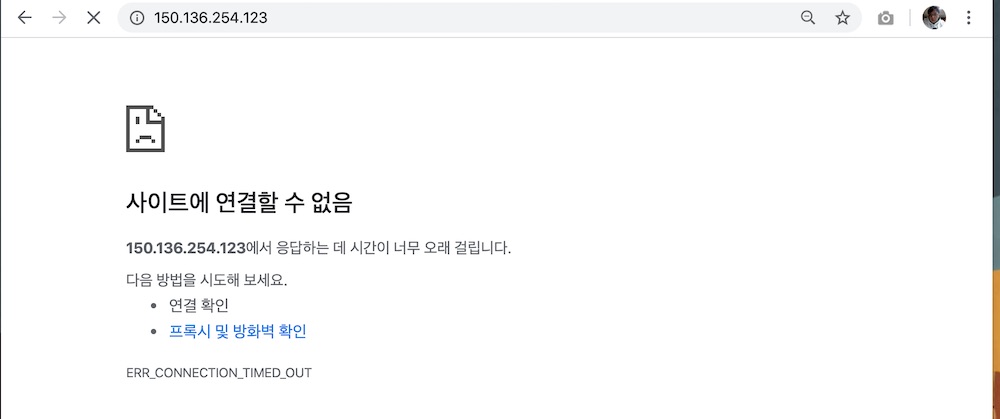 150.136.254.123
사이트에 연결할 수 없음
150.136.254.123에서 응답하는 데 시간이 너무 오래 걸립니다.
다음 방법을 시도해 보세요.
연결 확인
프록시 및 방화벽 확인
ERR_CONNECTION_TIMED_OUT